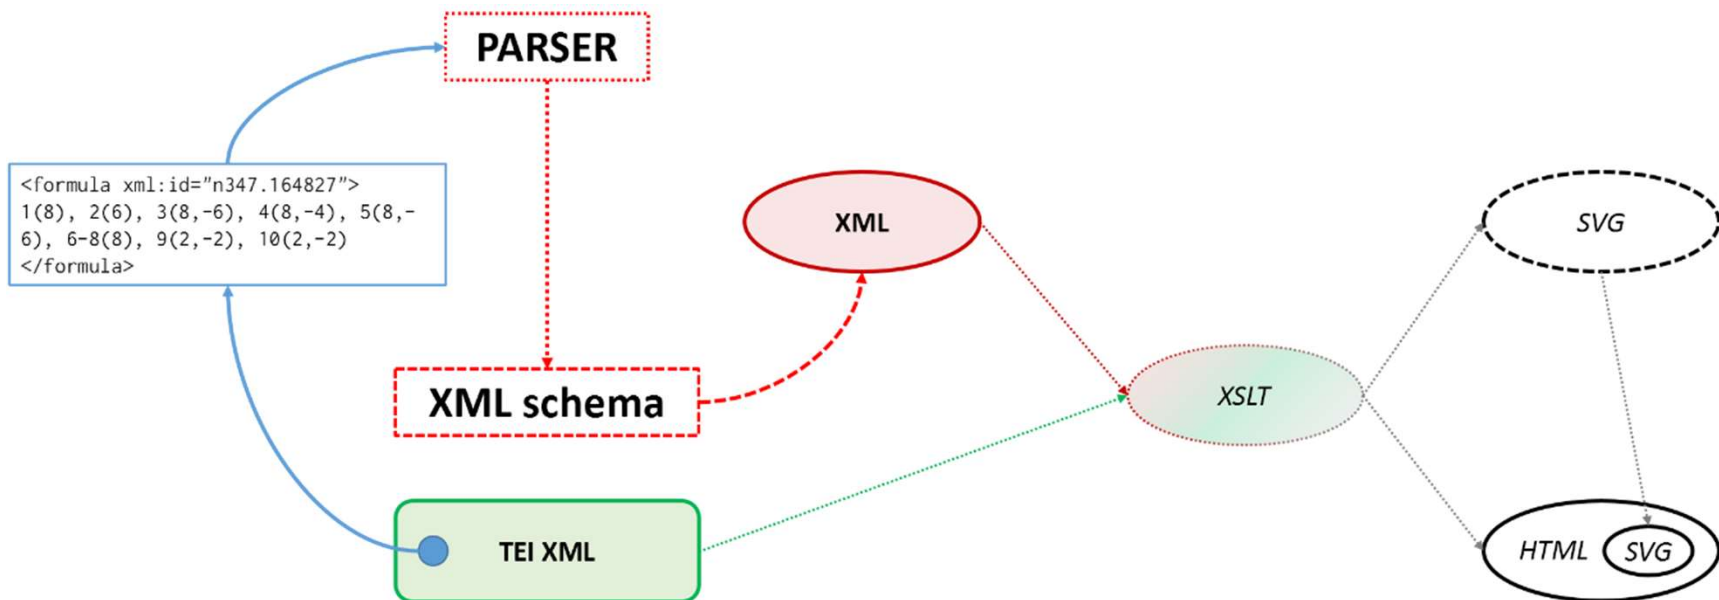 PARSER
<formula xml:id="n347.164827">
1(8), 2(6), 3(8,-6), 4(8,-4), 5(8,-
6), 6-8(8), 9(2,-2), 10(2,-2)
</formula>
XML
SVG
XML schema
XSLT
TEI XML
HTML SVG